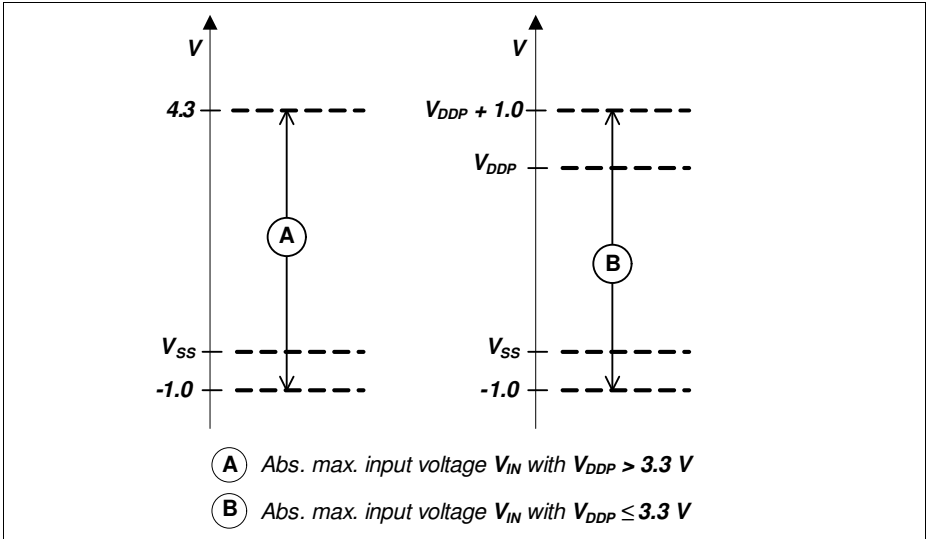 V
4.3
A
V_SS
-1.0
V
V_DDP + 1.0
V_DDP
B
V_SS
-1.0
A Abs. max. input voltage V_IN with V_DDP > 3.3 V
B Abs. max. input voltage V_IN with V_DDP ≤ 3.3 V